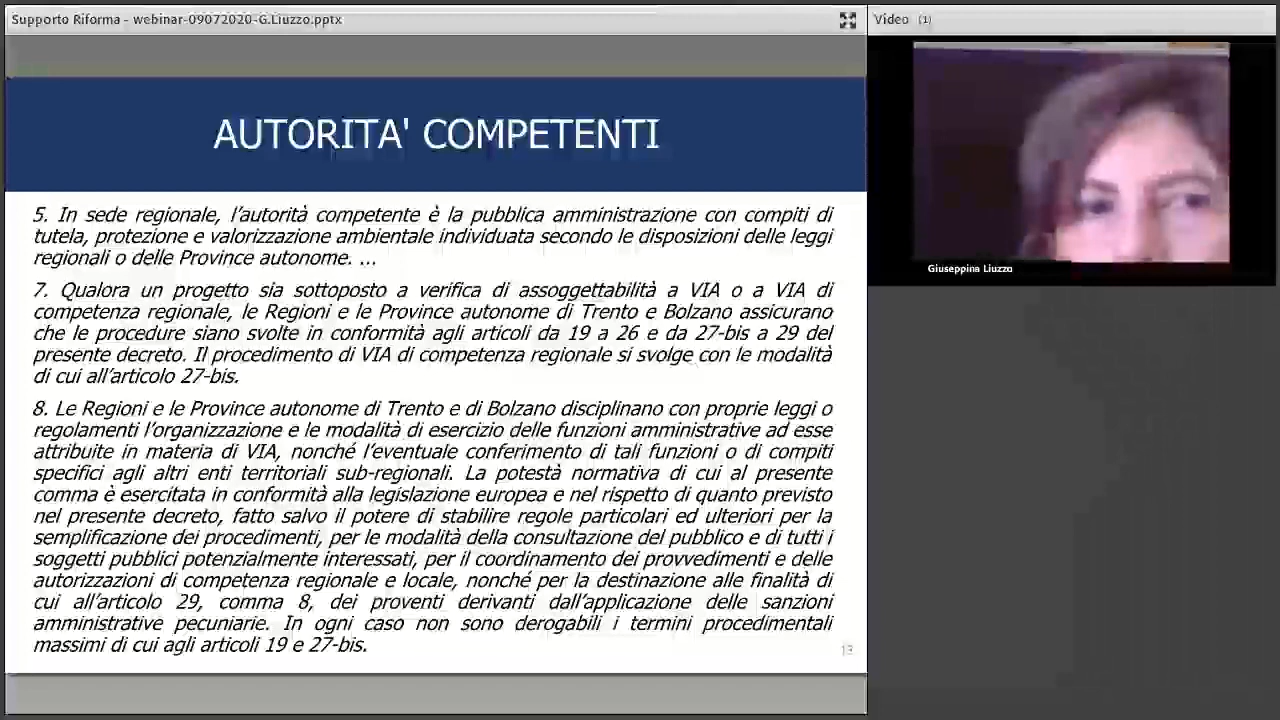 Supporto Riforma - webinar-09072020-G.Liuzzo.pptx
Video (1)
AUTORITA' COMPETENTI
Giuseppina Liuzzo
5. In sede regionale, l’autorità competente è la pubblica amministrazione con compiti di
tutela, protezione e valorizzazione ambientale individuata secondo le disposizioni delle leggi
regionali o delle Province autonome. ...
7. Qualora un progetto sia sottoposto a verifica di assoggettabilità a VIA o a VIA di
competenza regionale, le Regioni e le Province autonome di Trento e Bolzano assicurano
che le procedure siano svolte in conformità agli articoli da 19 a 26 e da 27-bis a 29 del
presente decreto. Il procedimento di VIA di competenza regionale si svolge con le modalità
di cui all’articolo 27-bis.
8. Le Regioni e le Province autonome di Trento e di Bolzano disciplinano con proprie leggi o
regolamenti l’organizzazione e le modalità di esercizio delle funzioni amministrative ad esse
attribuite in materia di VIA, nonché l’eventuale conferimento di tali funzioni o di compiti
specifici agli altri enti territoriali sub-regionali. La potestà normativa di cui al presente
comma è esercitata in conformità alla legislazione europea e nel rispetto di quanto previsto
nel presente decreto, fatto salvo il potere di stabilire regole particolari ed ulteriori per la
semplificazione dei procedimenti, per le modalità della consultazione del pubblico e di tutti i
soggetti pubblici potenzialmente interessati, per il coordinamento dei provvedimenti e delle
autorizzazioni di competenza regionale e locale, nonché per la destinazione alle finalità di
cui all’articolo 29, comma 8, dei proventi derivanti dall’applicazione delle sanzioni
amministrative pecuniarie. In ogni caso non sono derogabili i termini procedimentali
massimi di cui agli articoli 19 e 27-bis.
13